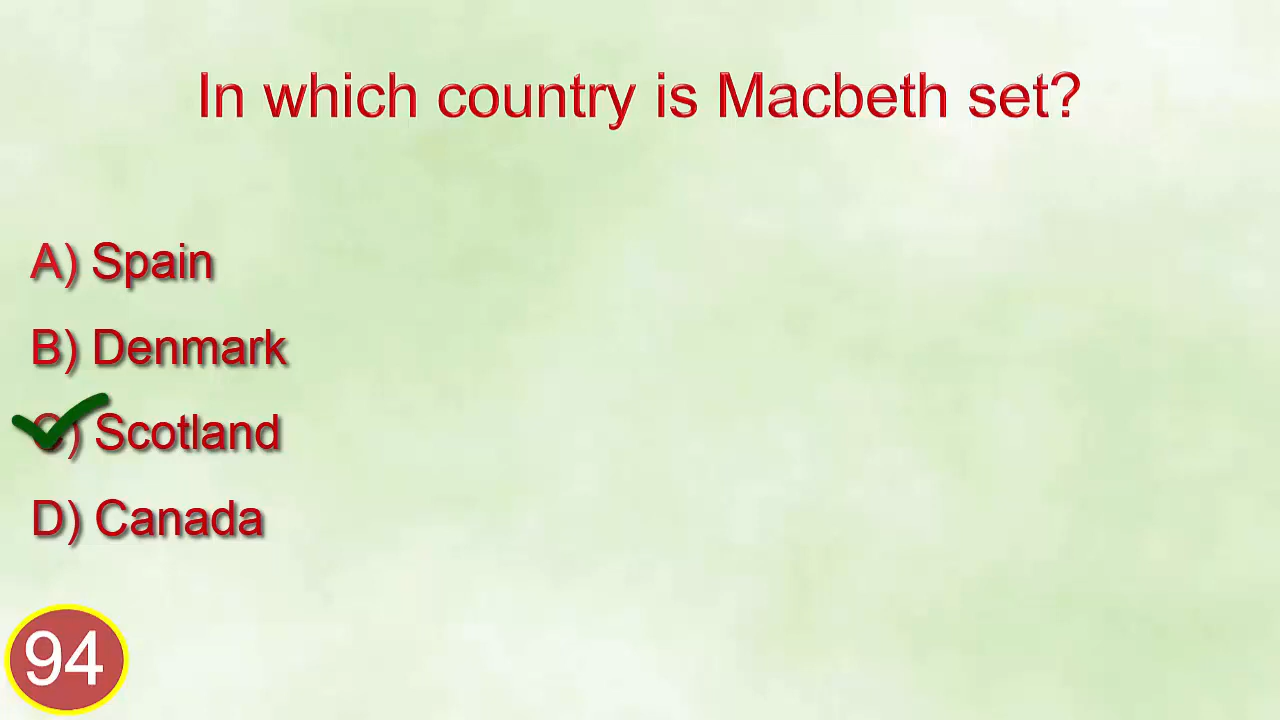 In which country is Macbeth set?
A) Spain
B) Denmark
C) Scotland
D) Canada
94